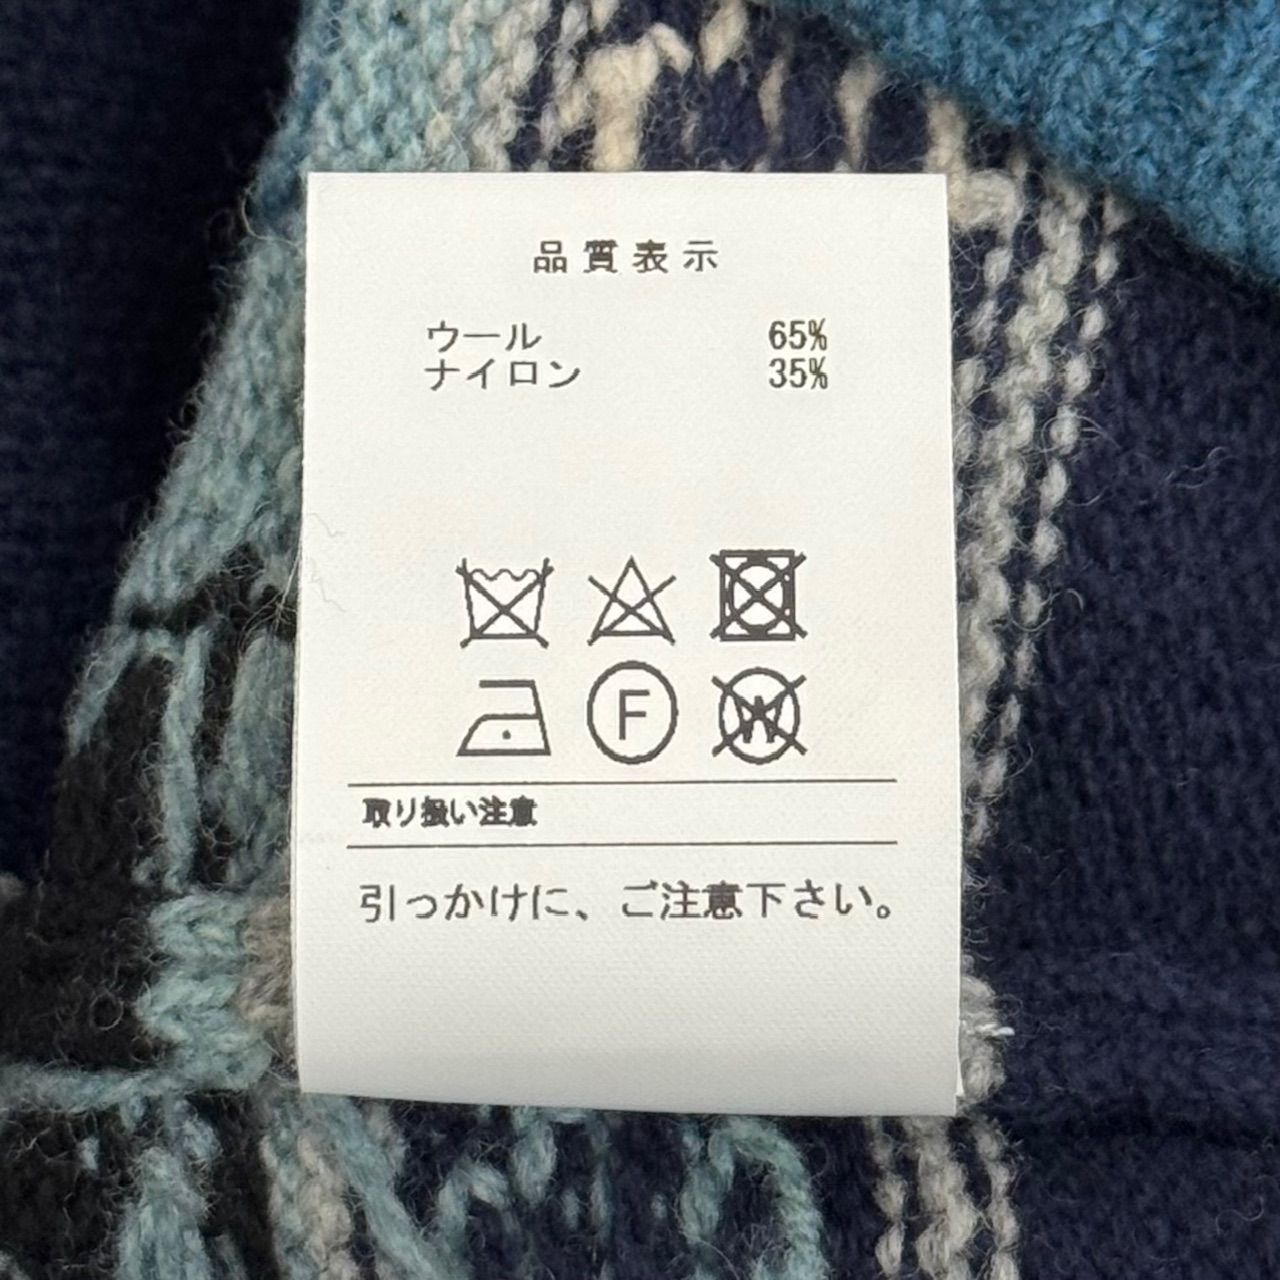 品質表示
ウール 65%
ナイロン 35%
F W
取り扱い注意
引っかけに、ご注意下さい。